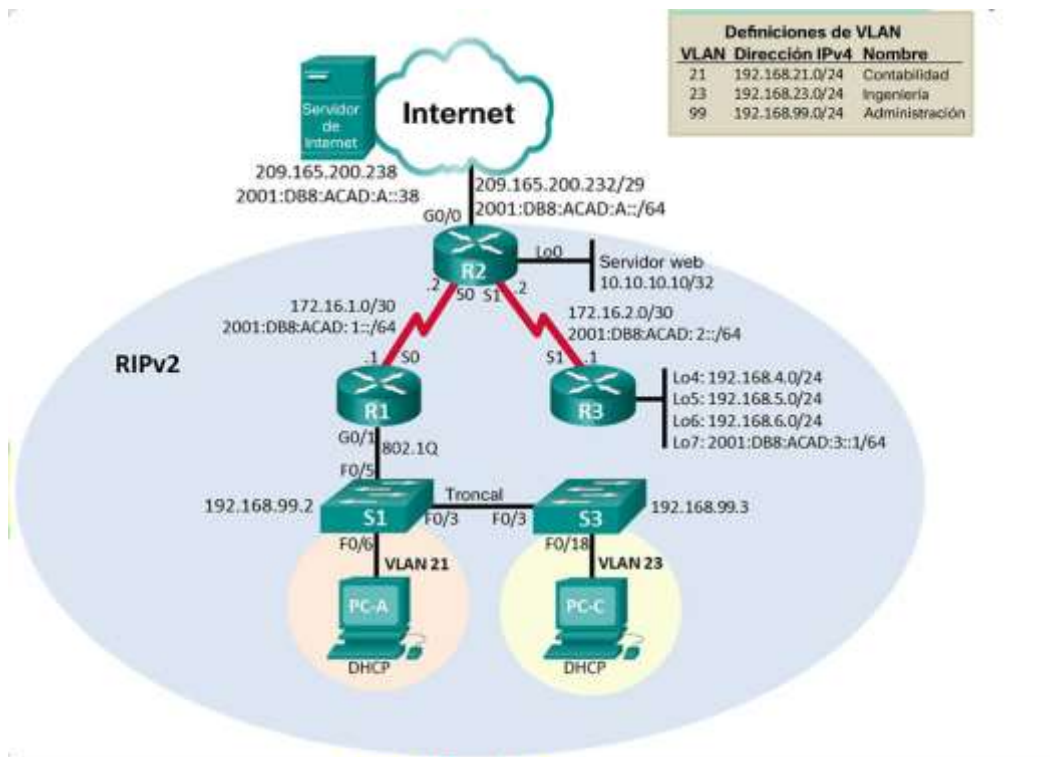 Definiciones de VLAN
VLAN Dirección IPv4 Nombre
21 192.168.21.0/24 Contabilidad
23 192.168.23.0/24 Ingeniería
99 192.168.99.0/24 Administración
Servidor
de
Internet
Internet
209.165.200.238
2001:DB8:ACAD:A::38
209.165.200.232/29
2001:DB8:ACAD:A::/64
G0/0
R2
Lo0
Servidor web
10.10.10.10/32
.2 S0 S1 .2
172.16.1.0/30
2001:DB8:ACAD: 1::/64
172.16.2.0/30
2001:DB8:ACAD: 2::/64
RIPv2
.1 S0
S1 .1
R1
R3
Lo4: 192.168.4.0/24
Lo5: 192.168.5.0/24
Lo6: 192.168.6.0/24
Lo7: 2001:DB8:ACAD:3::1/64
G0/1
802.1Q
F0/5
192.168.99.2
S1
Troncal
F0/3 F0/3
S3
192.168.99.3
F0/6
VLAN 21
F0/18
VLAN 23
PC-A
DHCP
PC-C
DHCP